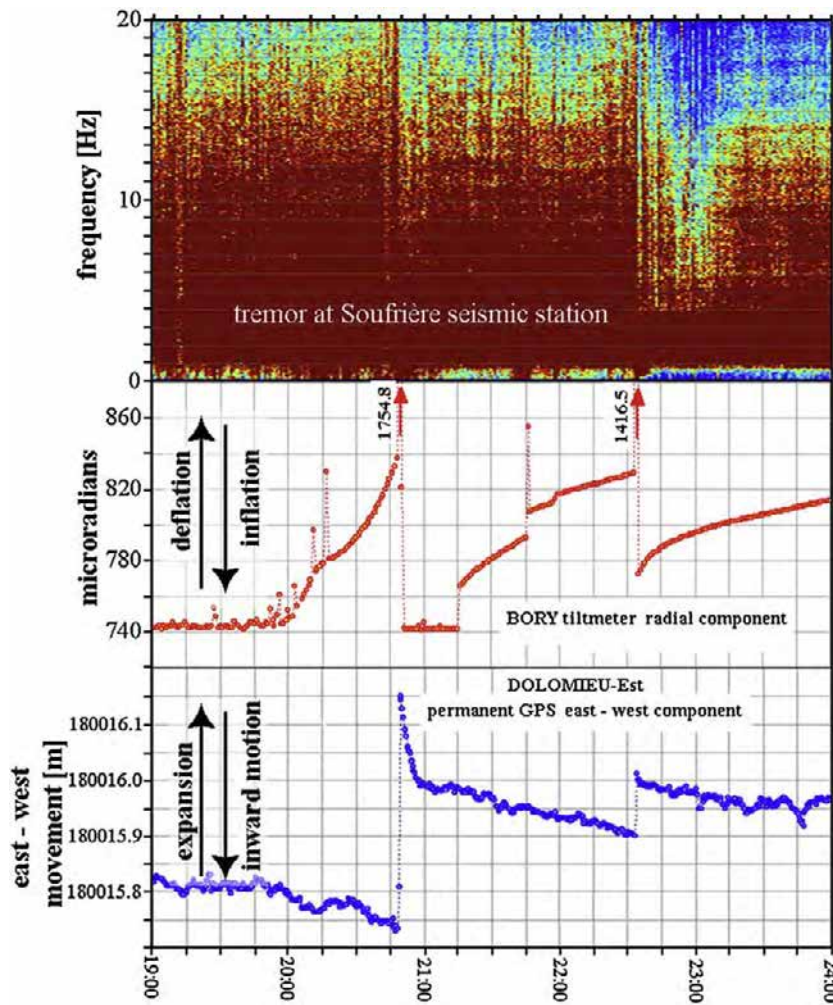 20
10
0
frequency [Hz]
tremor at Soufrière seismic station
860
820
780
740
microradians
deflation
inflation
1754.8
1416.5
BORY tiltmeter radial component
DOLOMIEU-Est
permanent GPS east - west component
180016.1
180016.0
180015.9
180015.8
east - west
movement [m]
expansion
inward motion
19:00
20:00
21:00
22:00
23:00
24:00